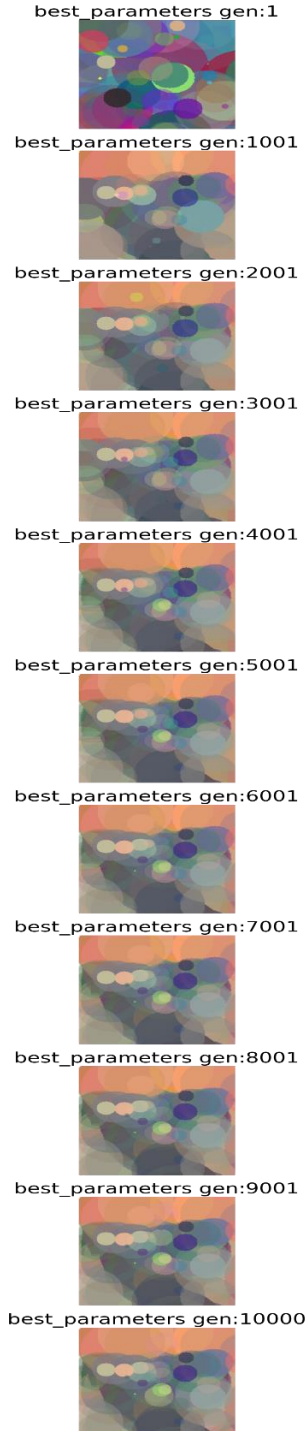 best_parameters gen:1
best_parameters gen:1001
best_parameters gen:2001
best_parameters gen:3001
best_parameters gen:4001
best_parameters gen:5001
best_parameters gen:6001
best_parameters gen:7001
best_parameters gen:8001
best_parameters gen:9001
best_parameters gen:10000